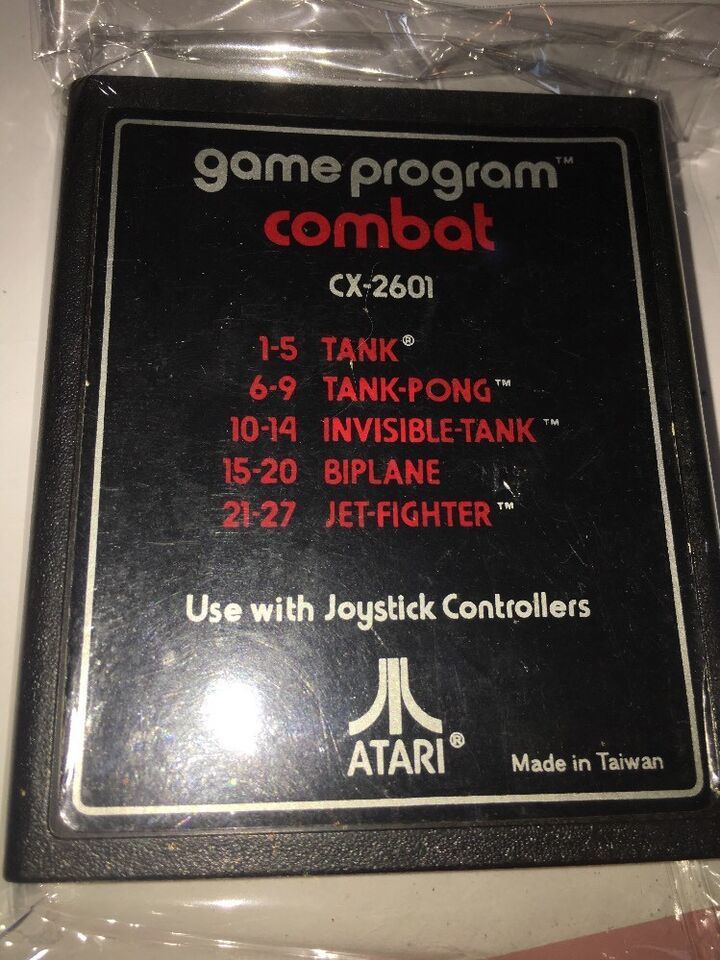 game program™
combat
CX-2601
1-5 TANK®
6-9 TANK-PONG™
10-14 INVISIBLE-TANK™
15-20 BIPLANE
21-27 JET-FIGHTER™
Use with Joystick Controllers
ATARI®
Made in Taiwan